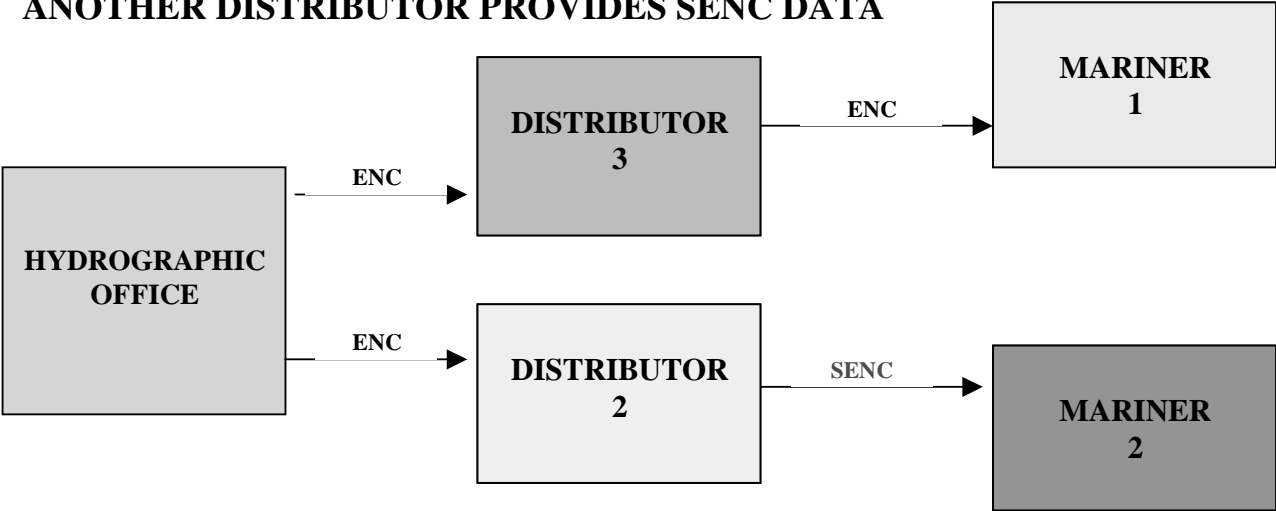 ANOTHER DISTRIBUTOR PROVIDES SENC DATA
MARINER
1
DISTRIBUTOR
3
ENC
ENC
HYDROGRAPHIC
OFFICE
ENC
DISTRIBUTOR
2
SENC
MARINER
2